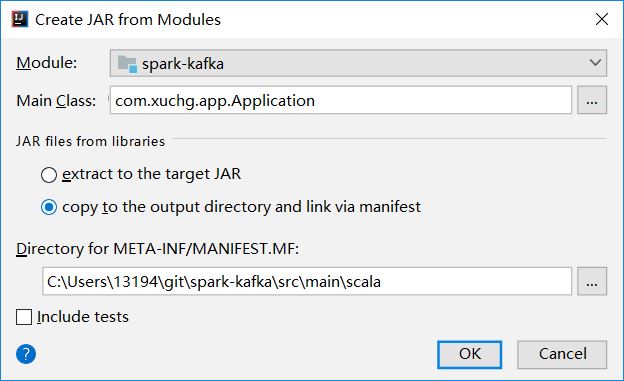 Create JAR from Modules
Module: spark-kafka
Main Class: com.xuchg.app.Application ...
JAR files from libraries
extract to the target JAR
copy to the output directory and link via manifest
Directory for META-INF/MANIFEST.MF:
C:\Users\13194\git\spark-kafka\src\main\scala ...
Include tests
? OK Cancel